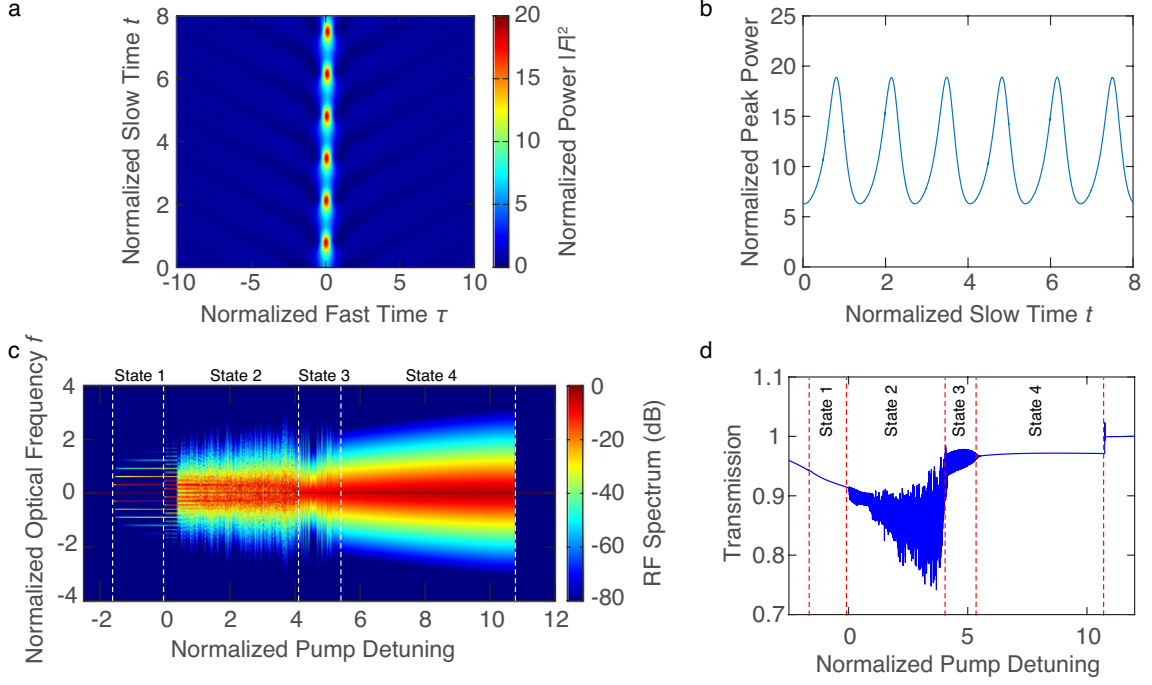 a
8
6
4
2
0
-10
-5
0
5
10
Normalized Slow Time t
Normalized Fast Time τ
20
15
10
5
0
Normalized Power |F|²
b
25
20
15
10
5
0
0
2
4
6
8
Normalized Peak Power
Normalized Slow Time t
c
State 1
State 2
State 3
State 4
4
2
0
-2
-4
-2
0
2
4
6
8
10
12
Normalized Optical Frequency f
Normalized Pump Detuning
0
-20
-40
-60
-80
RF Spectrum (dB)
d
1.1
1
0.9
0.8
0.7
State 1
State 2
State 3
State 4
0
5
10
Transmission
Normalized Pump Detuning